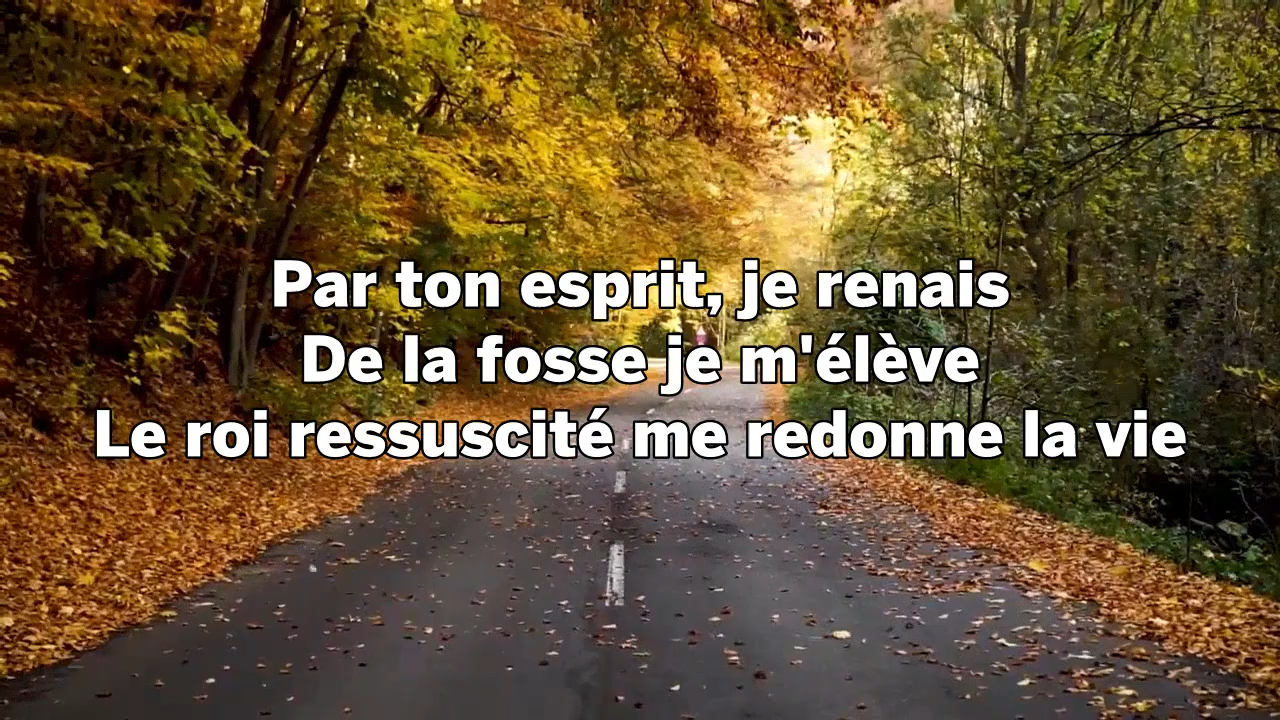 Par ton esprit, je renais
De la fosse je m'élève
Le roi ressuscité me redonne la vie